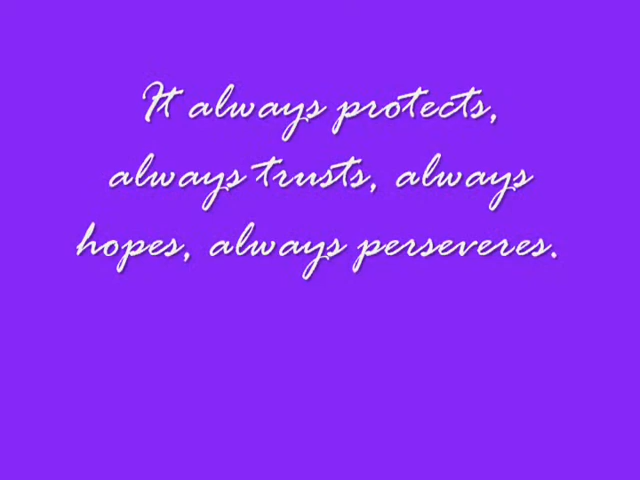 It always protects,
always trusts, always
hopes, always perseveres.